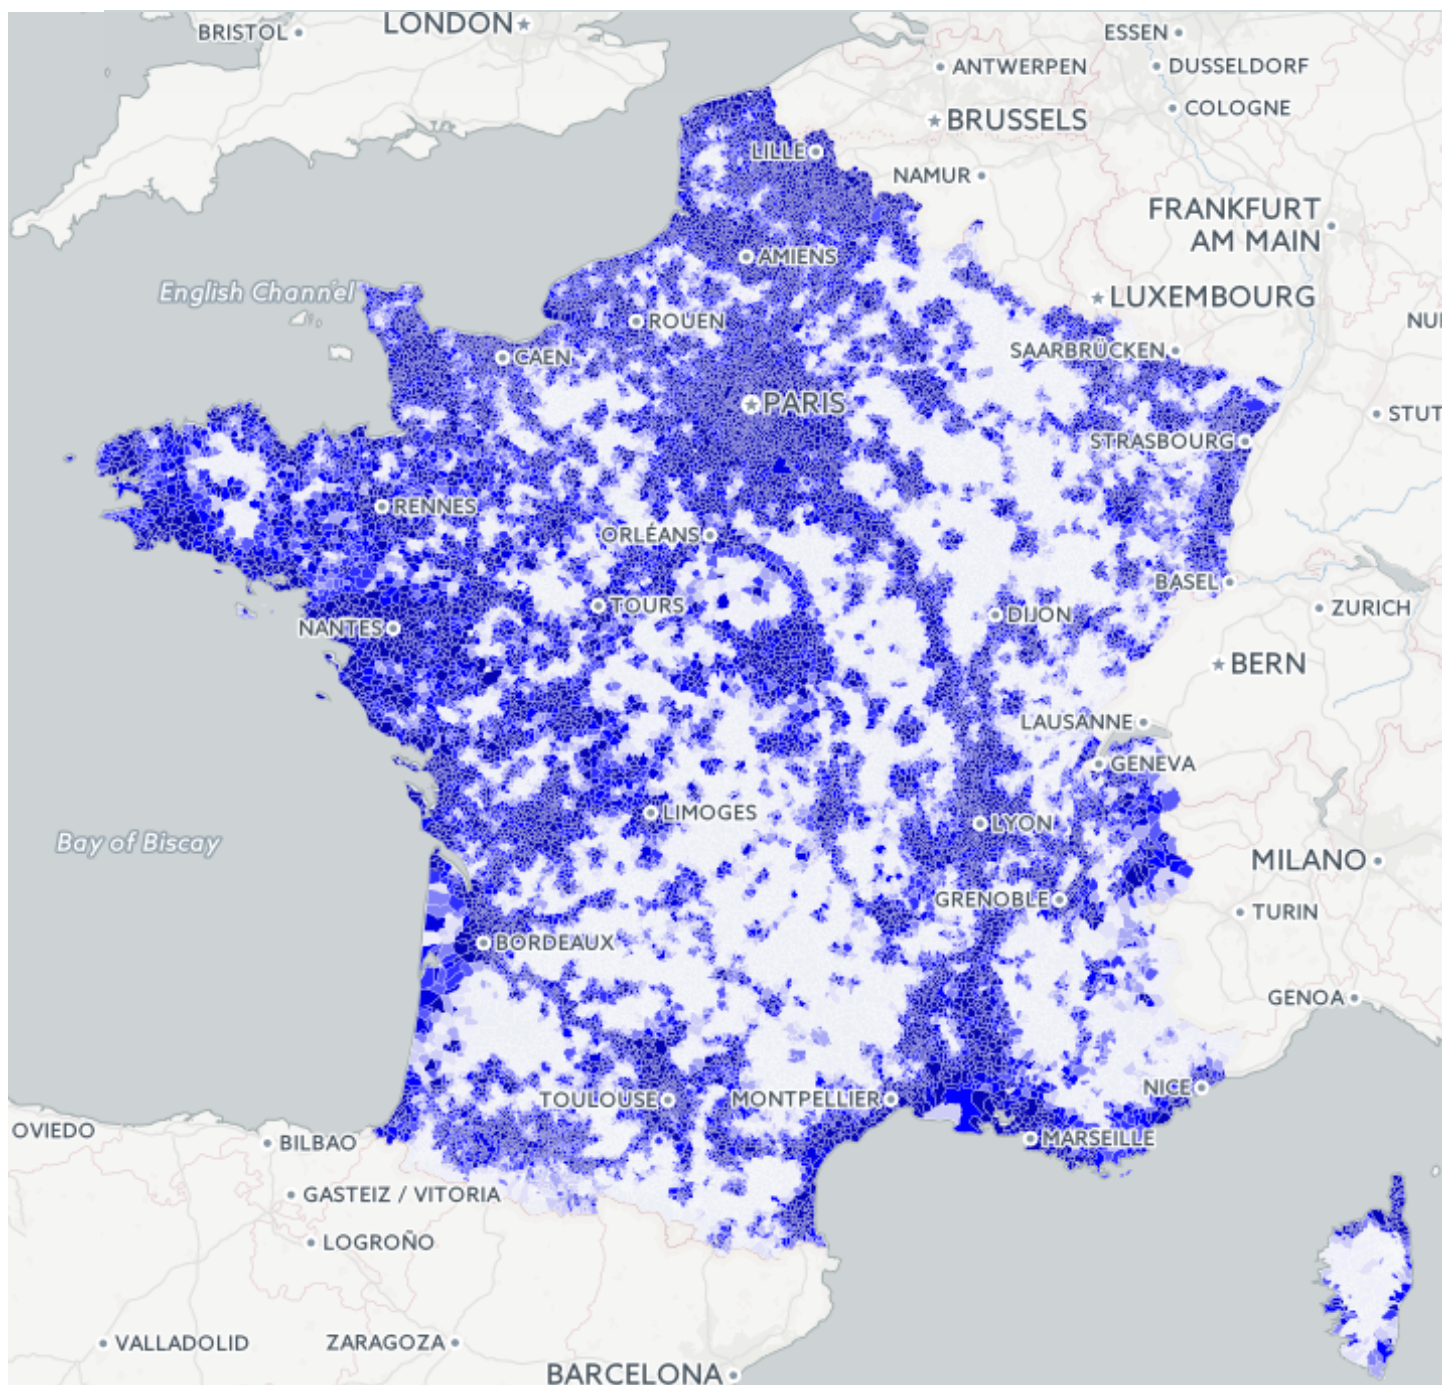 BRISTOL
LONDON
ESSEN
ANTWERPEN
DUSSELDORF
COLOGNE
BRUSSELS
LILLE
NAMUR
FRANKFURT
AM MAIN
AMIENS
English Channel
LUXEMBOURG
ROUEN
NUI
CAEN
SAARBRÜCKEN
PARIS
STUT
STRASBOURG
RENNES
ORLÉANS
BASEL
TOURS
ZURICH
NANTES
DIJON
BERN
LAUSANNE
GENEVA
LIMOGES
LYON
Bay of Biscay
MILANO
GRENOBLE
TURIN
BORDEAUX
GENOA
NICE
TOULOUSE
MONTPELLIER
OVIEDO
BILBAO
MARSEILLE
GASTEIZ / VITORIA
LOGROÑO
VALLADOLID
ZARAGOZA
BARCELONA